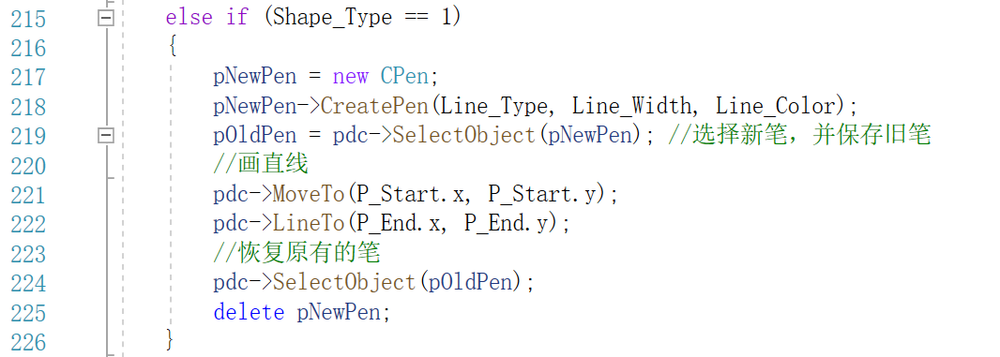 215 else if (Shape_Type == 1)
216 {
217 pNewPen = new CPen;
218 pNewPen->CreatePen(Line_Type, Line_Width, Line_Color);
219 pOldPen = pdc->SelectObject(pNewPen); //选择新笔，并保存旧笔
220 //画直线
221 pdc->MoveTo(P_Start.x, P_Start.y);
222 pdc->LineTo(P_End.x, P_End.y);
223 //恢复原有的笔
224 pdc->SelectObject(pOldPen);
225 delete pNewPen;
226 }